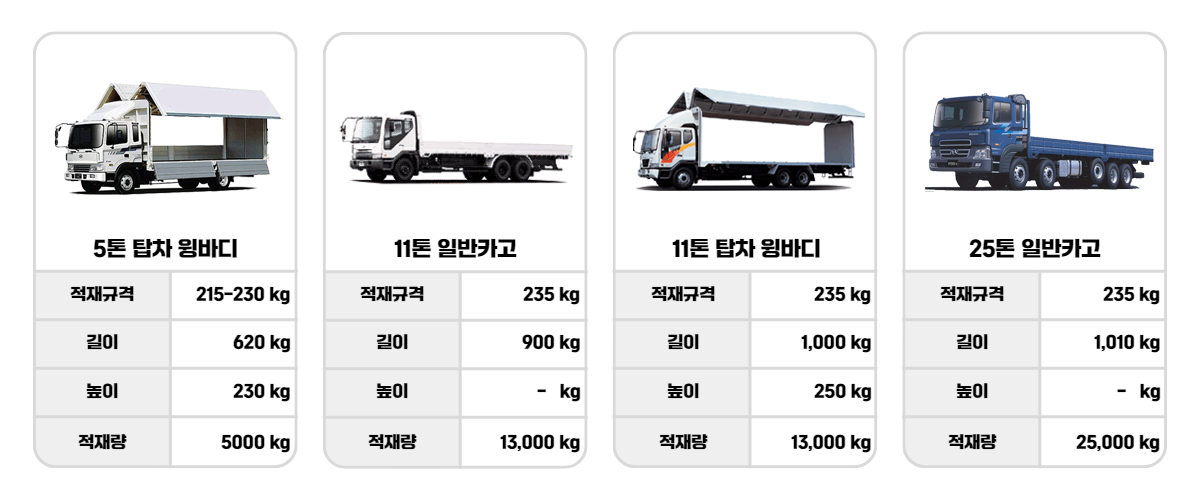 5톤 탑차 윙바디
적재규격 215-230 kg
길이 620 kg
높이 230 kg
적재량 5000 kg
11톤 일반카고
적재규격 235 kg
길이 900 kg
높이 - kg
적재량 13,000 kg
11톤 탑차 윙바디
적재규격 235 kg
길이 1,000 kg
높이 250 kg
적재량 13,000 kg
25톤 일반카고
적재규격 235 kg
길이 1,010 kg
높이 - kg
적재량 25,000 kg